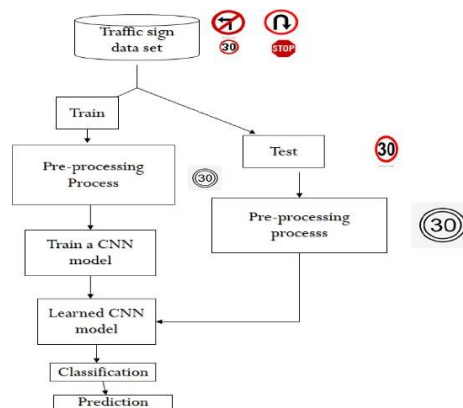 Traffic sign
data set
30
STOP
Train
Test
30
Pre-processing
Process
30
Pre-processing
processs
30
Train a CNN
model
Learned CNN
model
Classification
Prediction